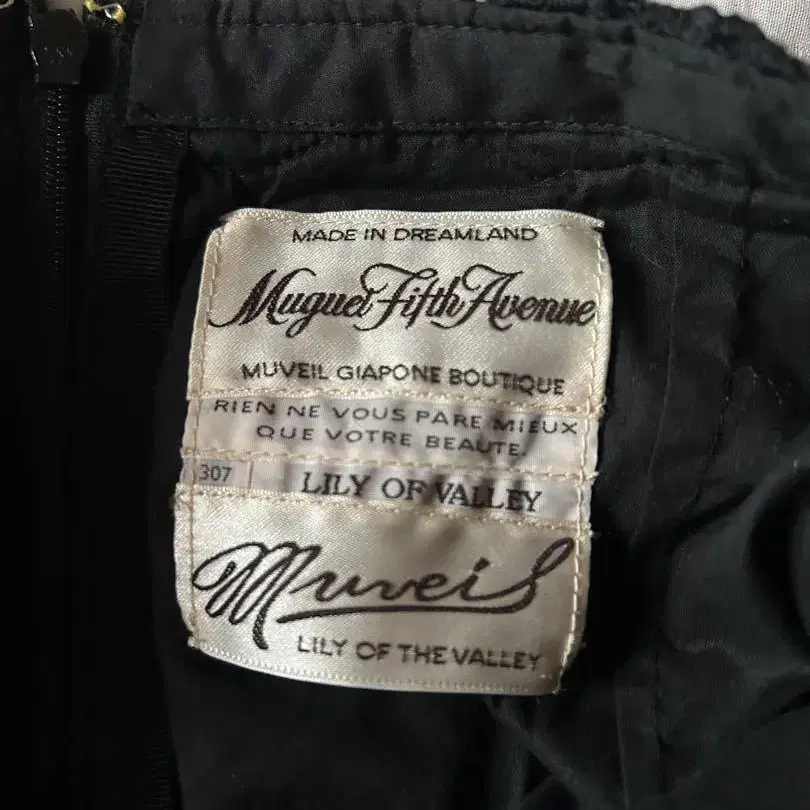 MADE IN DREAMLAND
Muguet Fifth Avenue
MUVEIL GIAPONE BOUTIQUE
RIEN NE VOUS PARE MIEUX
QUE VOTRE BEAUTE.
307 LILY OF VALLEY
Muveil
LILY OF THE VALLEY